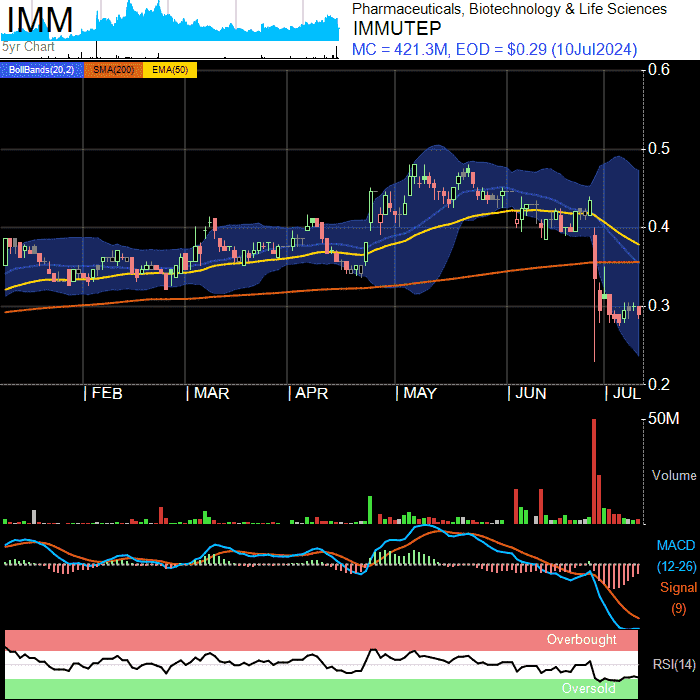 IMM
Pharmaceuticals, Biotechnology & Life Sciences
IMMUTEP
5yr Chart
MC = 421.3M, EOD = $0.29 (10Jul2024)
BollBands(20,2) SMA(200) EMA(50)
0.6
0.5
0.4
0.3
0.2
FEB MAR APR MAY JUN JUL
50M
Volume
MACD
(12-26)
Signal
(9)
Overbought
RSI(14)
Oversold